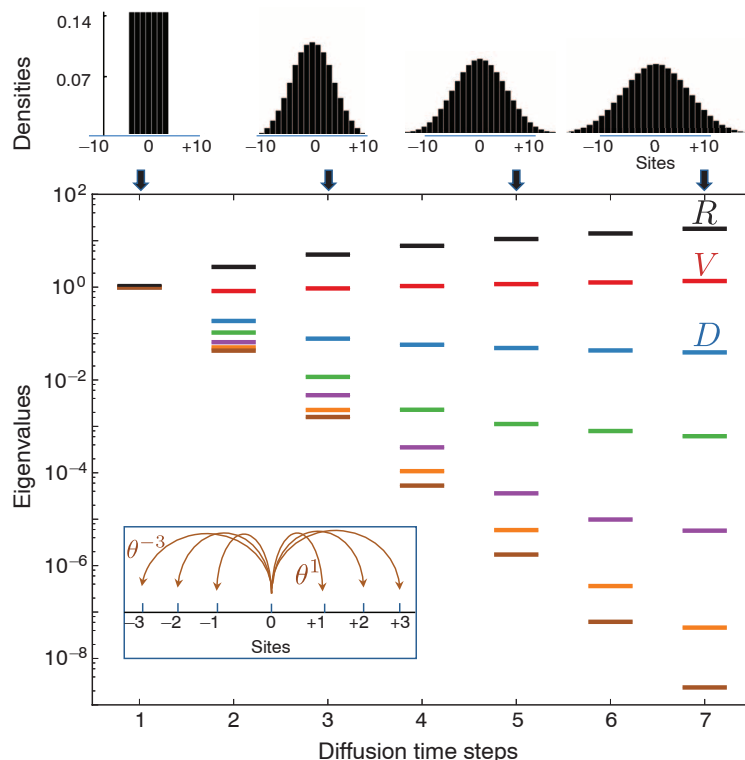 Densities
0.14
0.07
−10 0 +10
−10 0 +10
−10 0 +10
−10 0 +10
Sites
Eigenvalues
10²
10⁰
10⁻²
10⁻⁴
10⁻⁶
10⁻⁸
R
V
D
θ⁻³
θ¹
−3 −2 −1 0 +1 +2 +3
Sites
1 2 3 4 5 6 7
Diffusion time steps